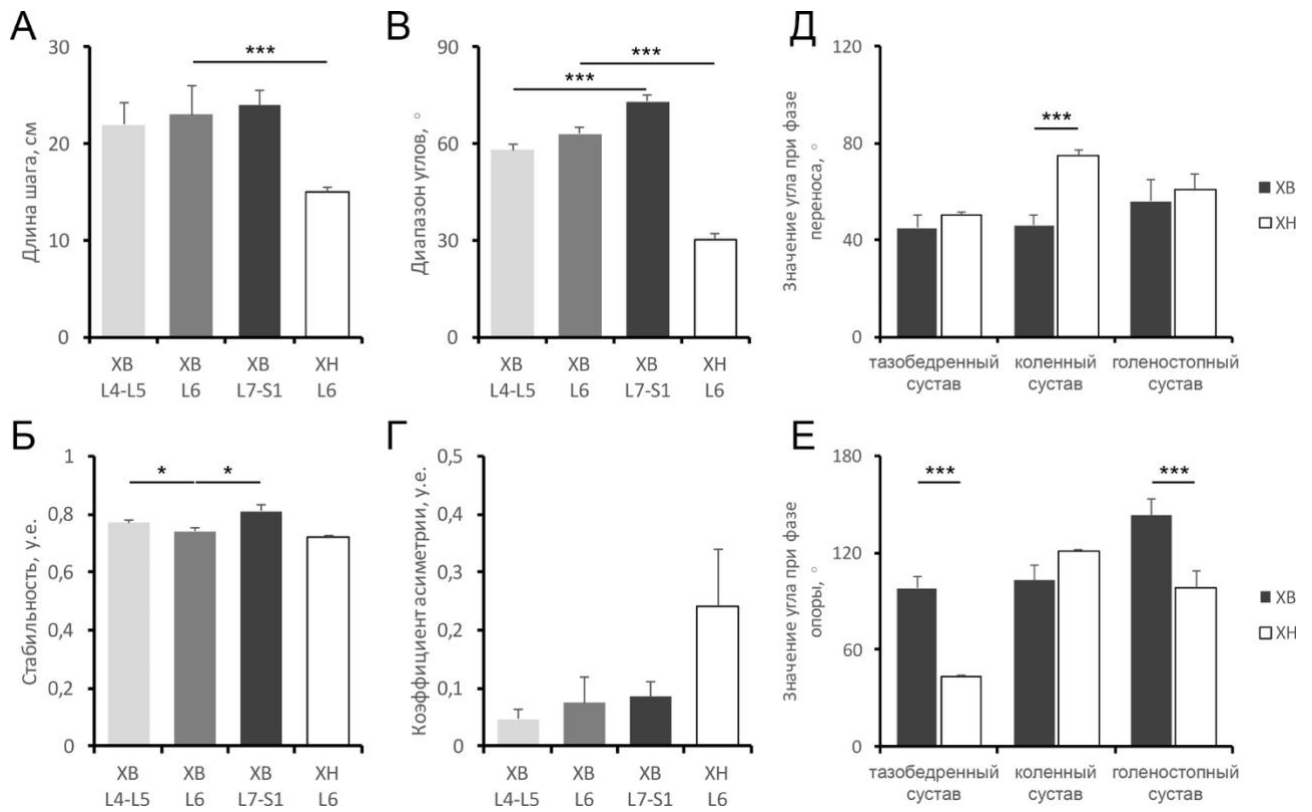 А
Длина шага, см
30
20
10
0
***
ХВ
L4-L5
ХВ
L6
ХВ
L7-S1
ХН
L6
В
Диапазон углов, °
90
60
30
0
***
***
ХВ
L4-L5
ХВ
L6
ХВ
L7-S1
ХН
L6
Д
Значение угла при фазе
переноса, °
120
80
40
0
***
тазобедренный
сустав
коленный
сустав
голеностопный
сустав
ХВ
ХН
Б
Стабильность, у.е.
1
0,8
0,6
0,4
0,2
0
*
*
ХВ
L4-L5
ХВ
L6
ХВ
L7-S1
ХН
L6
Г
Коэффициент асиметрии, у.е.
0,5
0,4
0,3
0,2
0,1
0
ХВ
L4-L5
ХВ
L6
ХВ
L7-S1
ХН
L6
Е
Значение угла при фазе
опоры, °
180
120
60
0
***
***
тазобедренный
сустав
коленный
сустав
голеностопный
сустав
ХВ
ХН